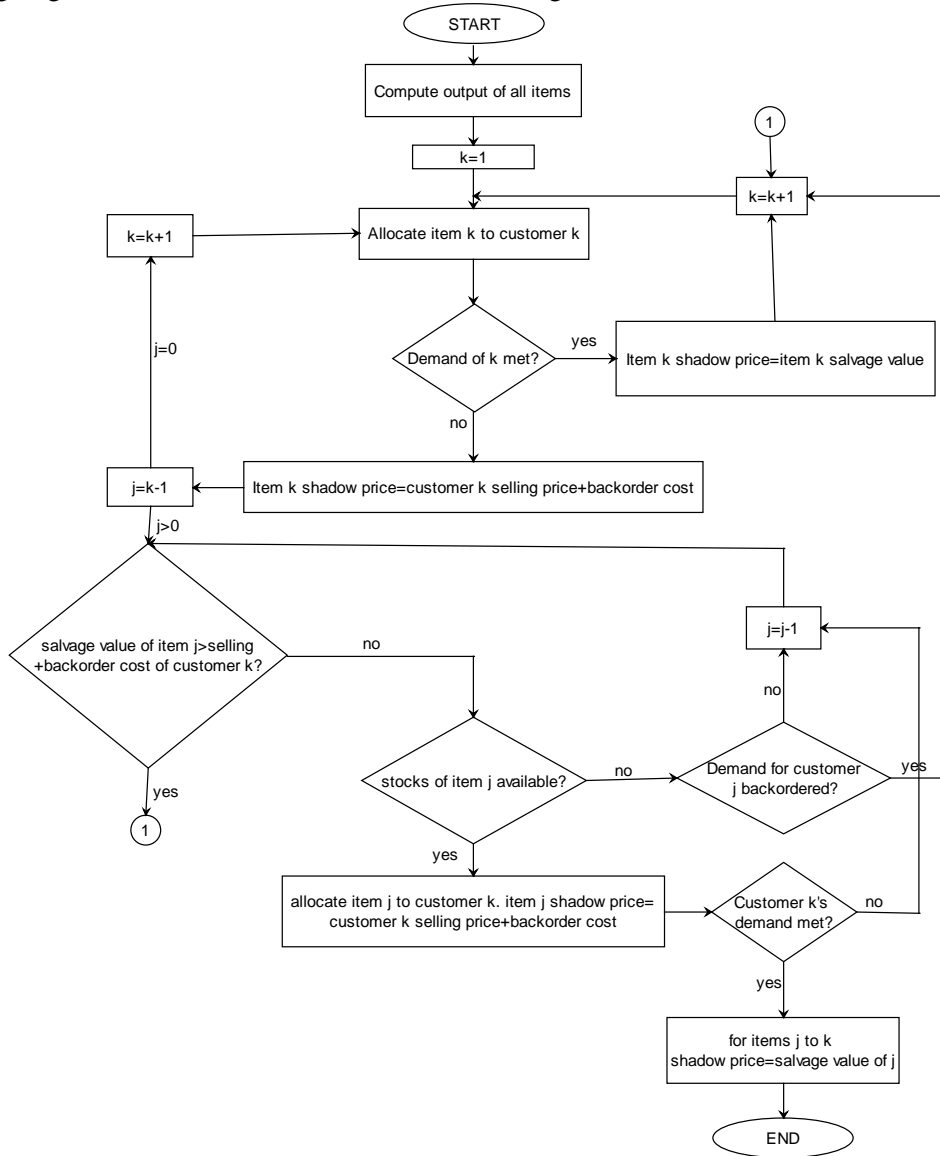 START
Compute output of all items
1
k=1
k=k+1
k=k+1
Allocate item k to customer k
j=0
Demand of k met?
yes
Item k shadow price=item k salvage value
no
j=k-1
Item k shadow price=customer k selling price+backorder cost
j>0
salvage value of item j>selling
+backorder cost of customer k?
no
j=j-1
no
stocks of item j available?
no
Demand for customer
j backordered?
yes
yes
1
yes
allocate item j to customer k. item j shadow price=
customer k selling price+backorder cost
Customer k's
demand met?
no
yes
for items j to k
shadow price=salvage value of j
END